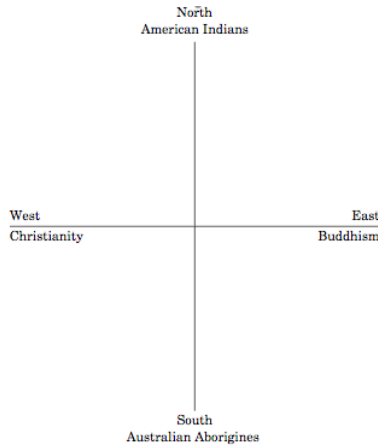 North
American Indians
West
East
Christianity
Buddhism
South
Australian Aborigines